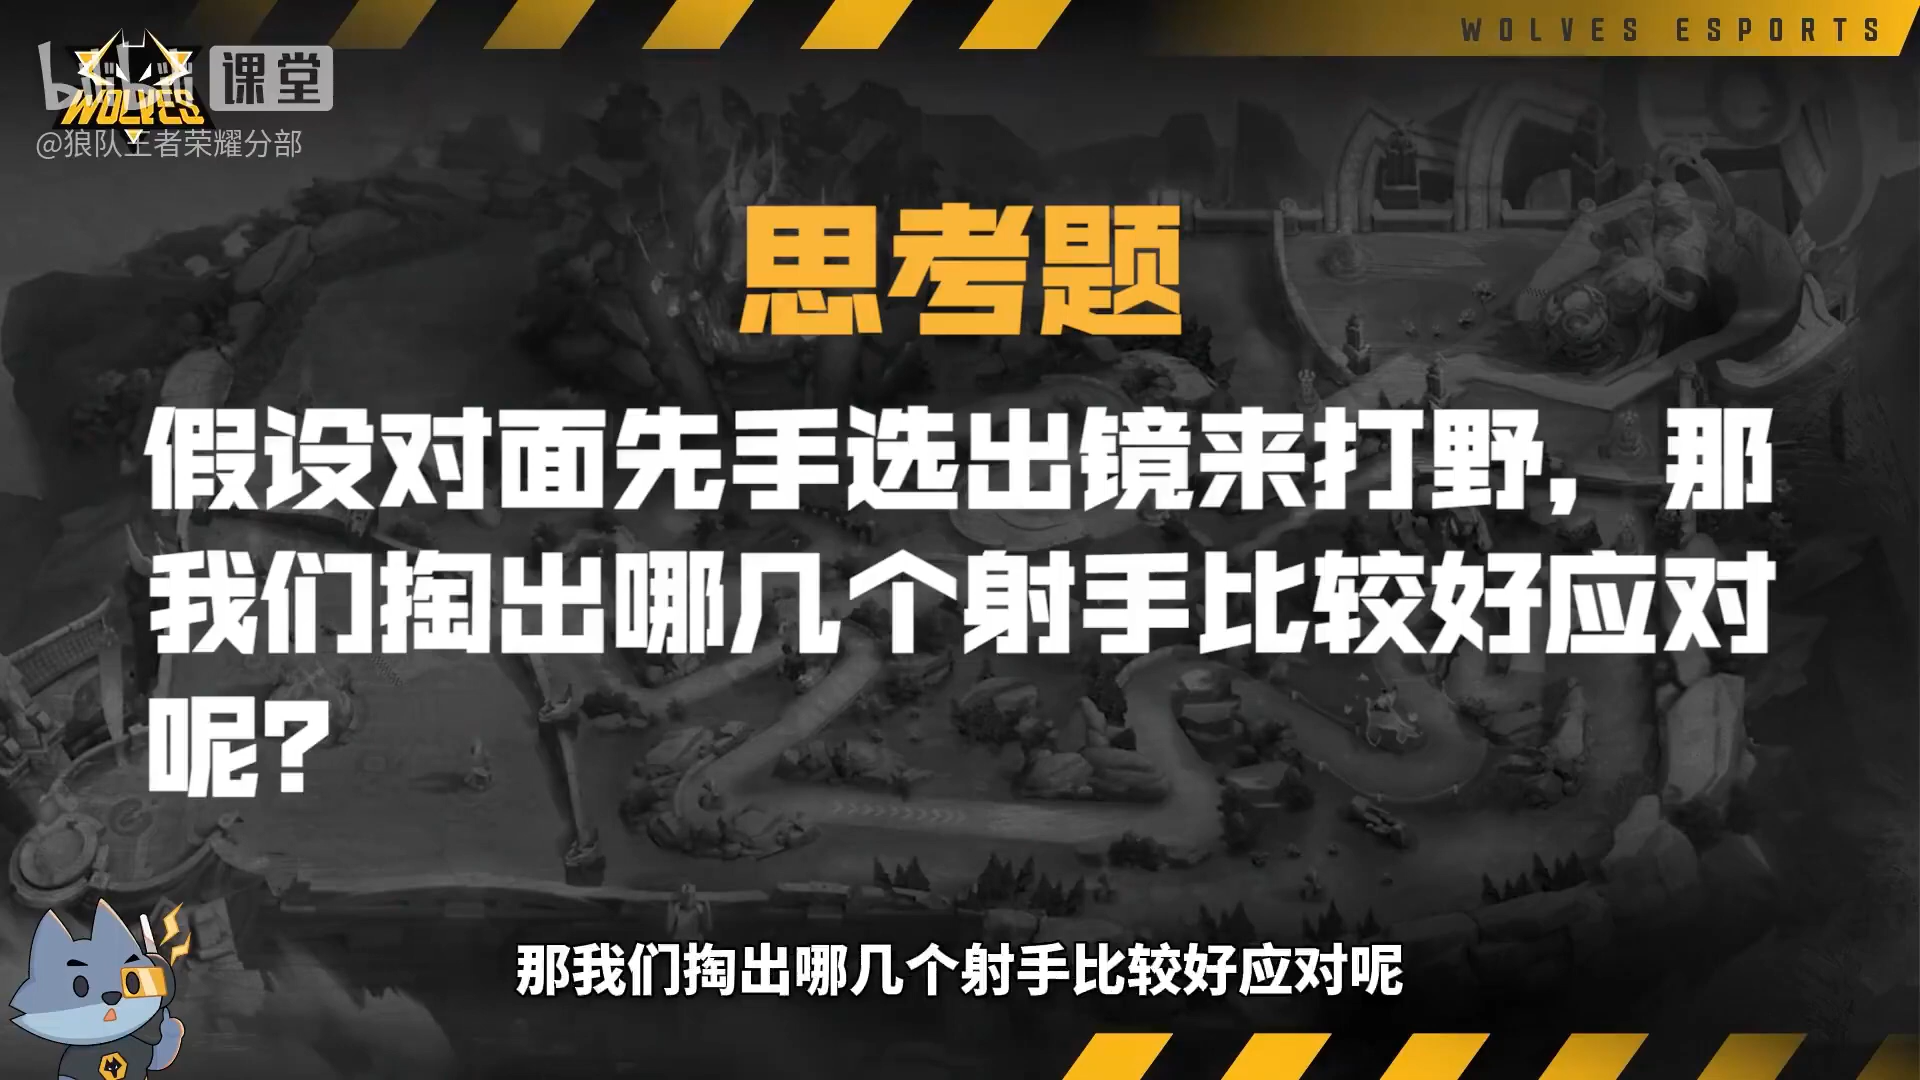 WOLVES ESPORTS
bilibili 课堂
WOLVES
@狼队王者荣耀分部
思考题
假设对面先手选出镜来打野，那
我们掏出哪几个射手比较好应对
呢？
那我们掏出哪几个射手比较好应对呢